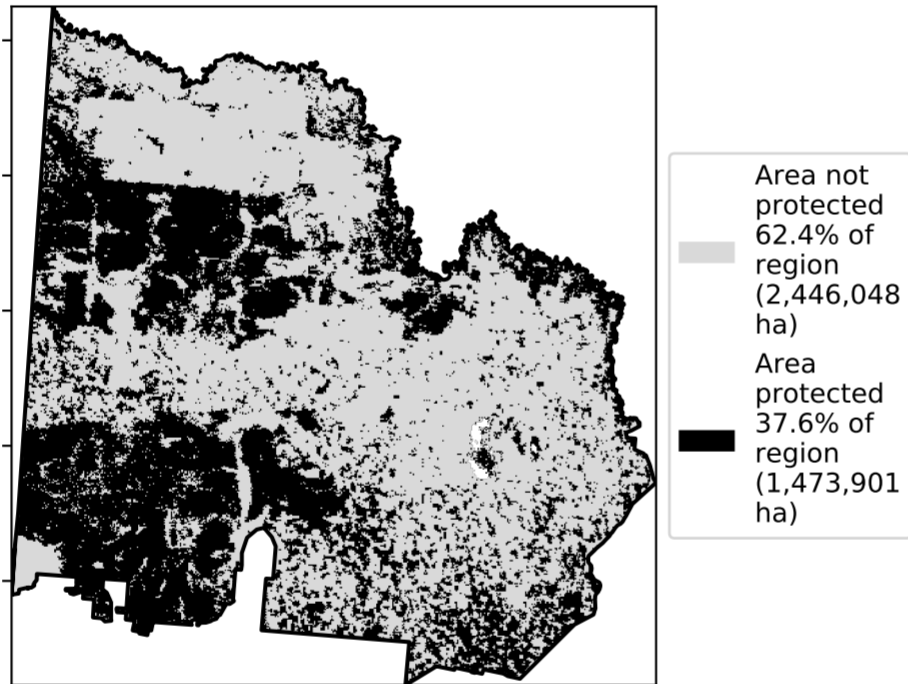 Area not
protected
62.4% of
region
(2,446,048
ha)
Area
protected
37.6% of
region
(1,473,901
ha)